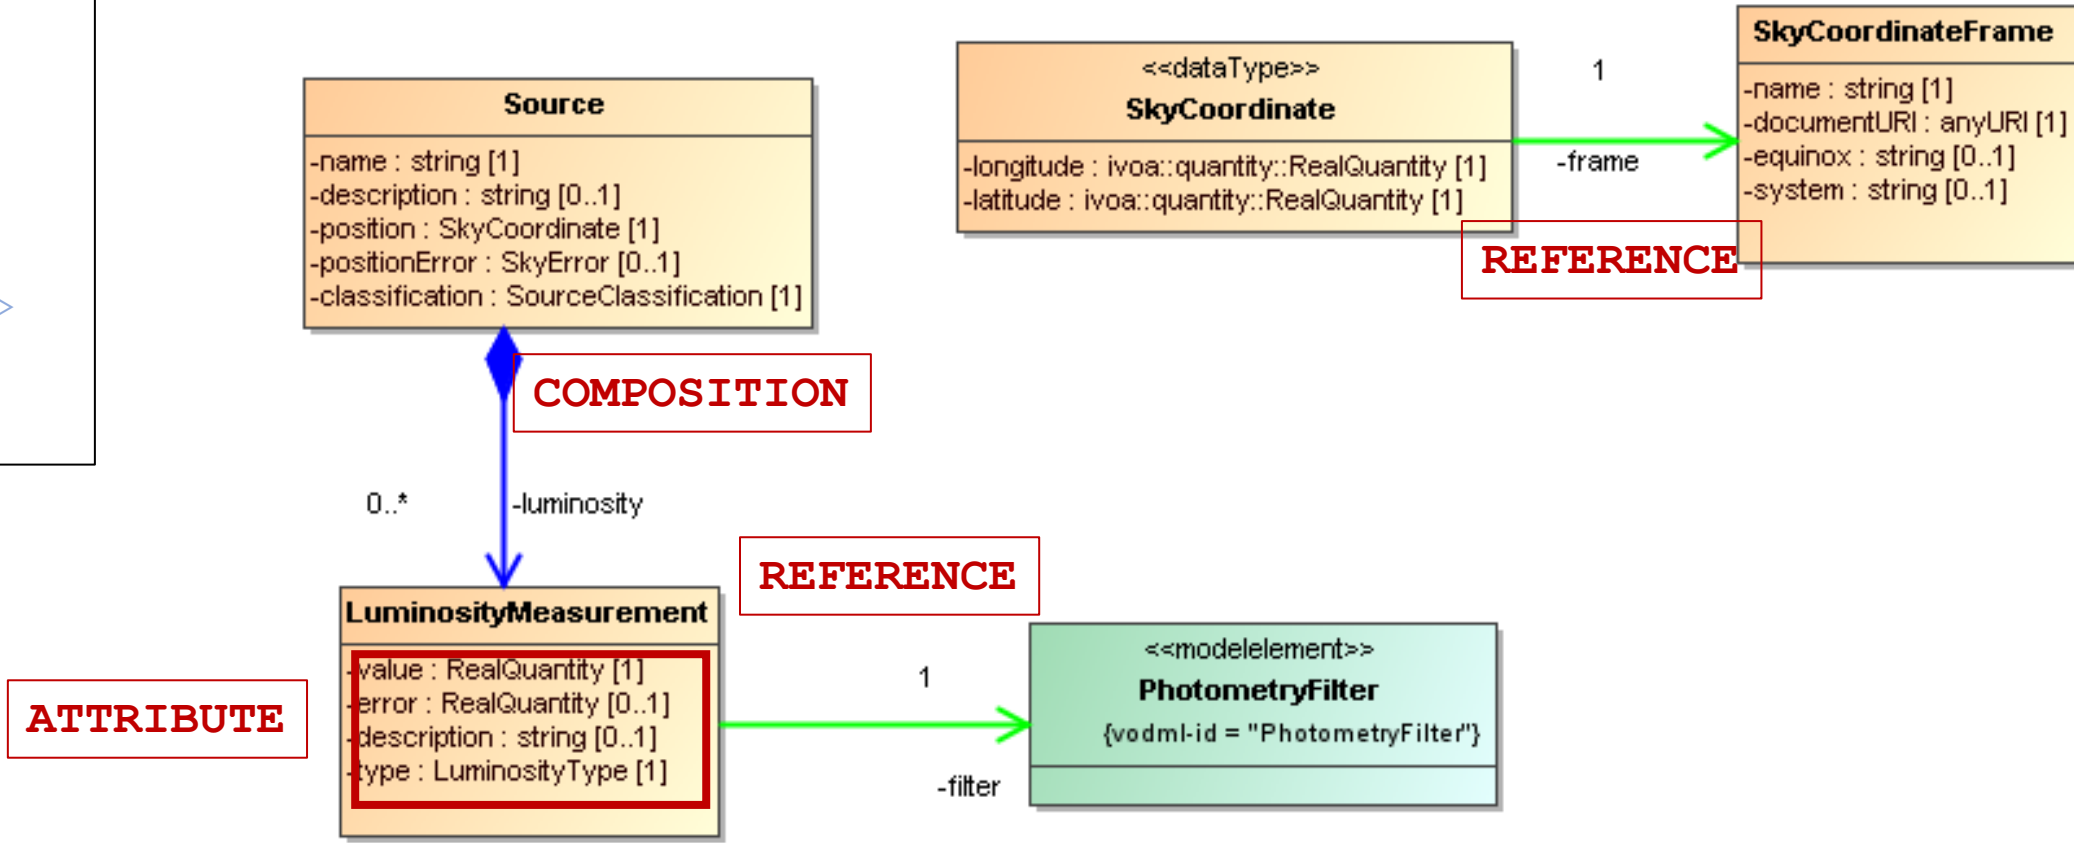 Source
-name : string [1]
-description : string [0..1]
-position : SkyCoordinate [1]
-positionError : SkyError [0..1]
-classification : SourceClassification [1]
<<dataType>>
SkyCoordinate
-longitude : ivoa::quantity::RealQuantity [1]
-latitude : ivoa::quantity::RealQuantity [1]
1
-frame
SkyCoordinateFrame
-name : string [1]
-documentURI : anyURI [1]
-equinox : string [0..1]
-system : string [0..1]
REFERENCE
COMPOSITION
0..*
-luminosity
REFERENCE
LuminosityMeasurement
-value : RealQuantity [1]
-error : RealQuantity [0..1]
-description : string [0..1]
-type : LuminosityType [1]
ATTRIBUTE
1
-filter
<<modelelement>>
PhotometryFilter
{vodml-id = "PhotometryFilter"}